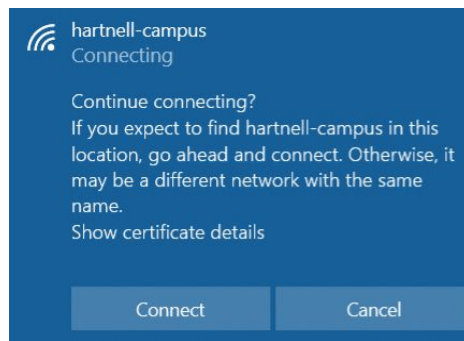 hartnell-campus
Connecting
Continue connecting?
If you expect to find hartnell-campus in this
location, go ahead and connect. Otherwise, it
may be a different network with the same
name.
Show certificate details
Connect
Cancel